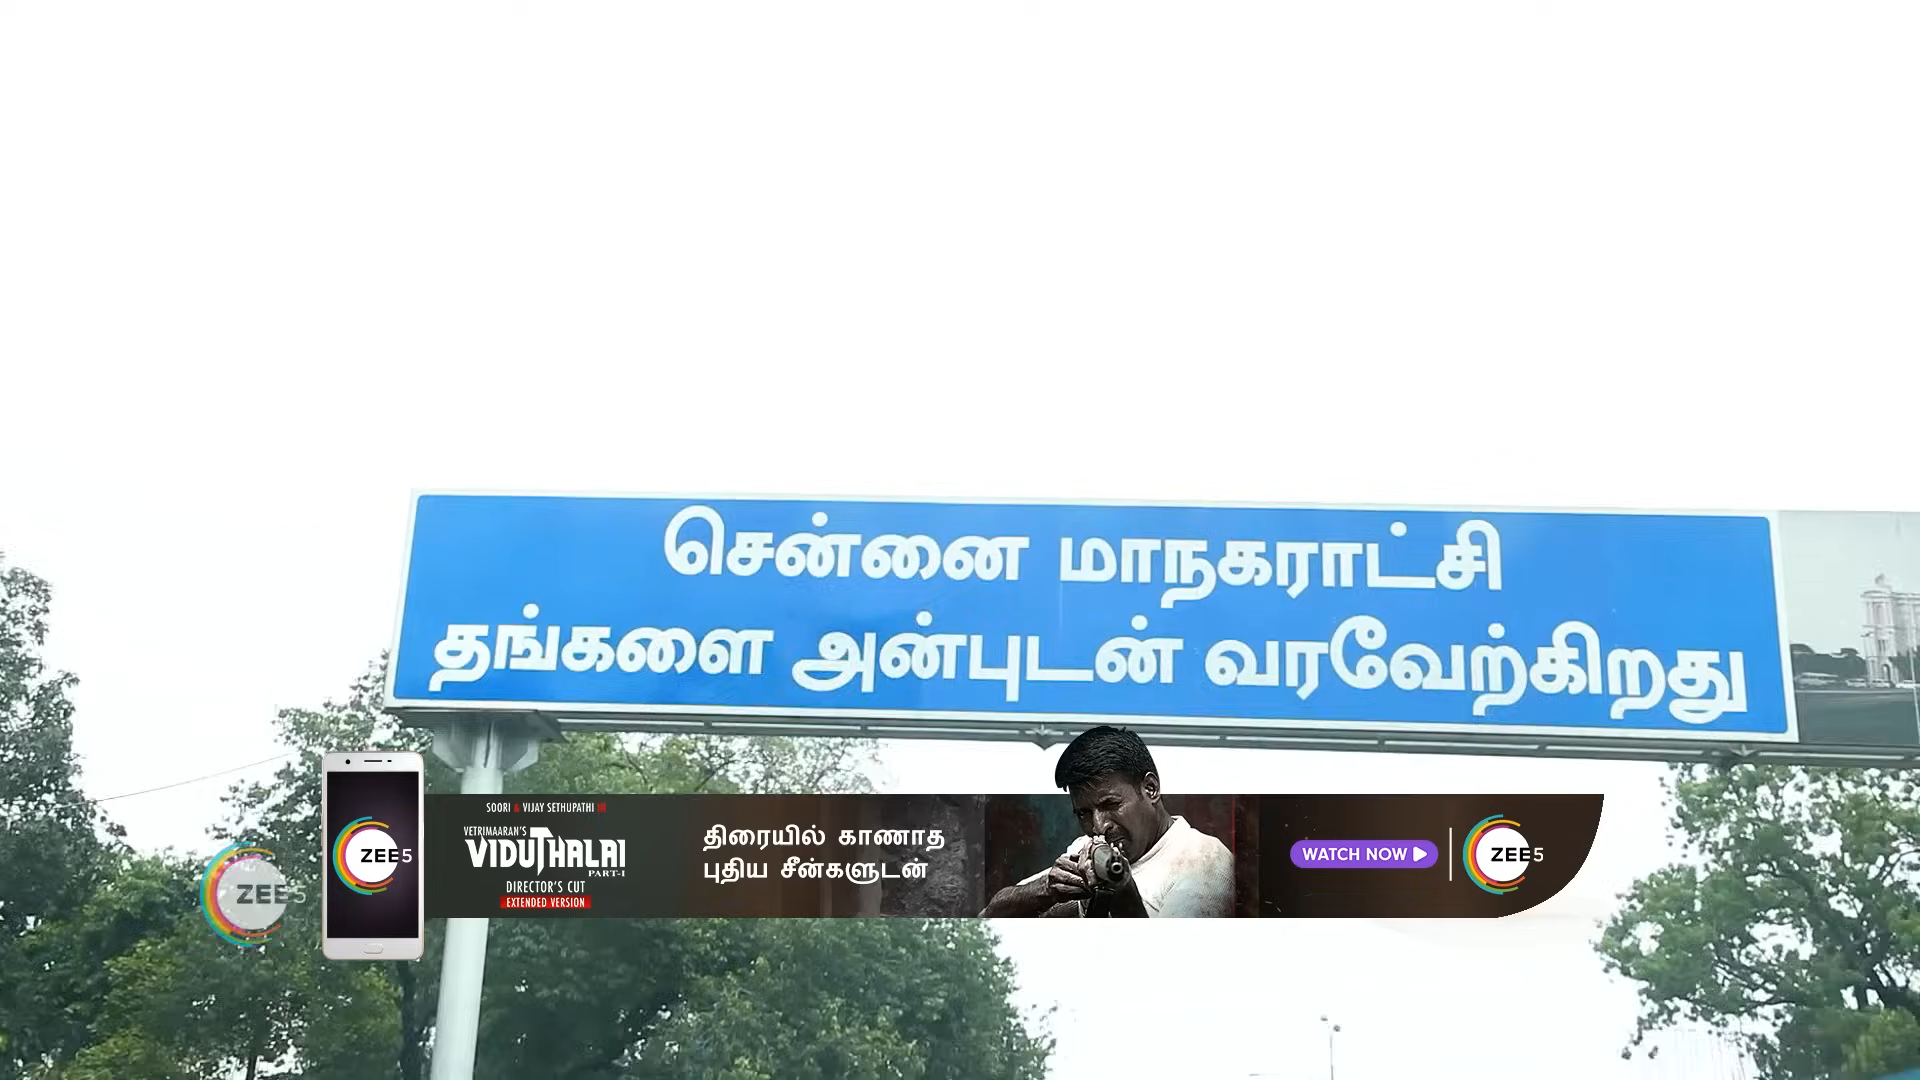 சென்னை மாநகராட்சி
தங்களை அன்புடன் வரவேற்கிறது
SOORI & VIJAY SETHUPATHI IN
VETRIMAARAN'S
VIDUTHALAI
PART-I
DIRECTOR'S CUT
EXTENDED VERSION
திரையில் காணாத
புதிய சீன்களுடன்
WATCH NOW
ZEE5
ZEE5
ZEE5